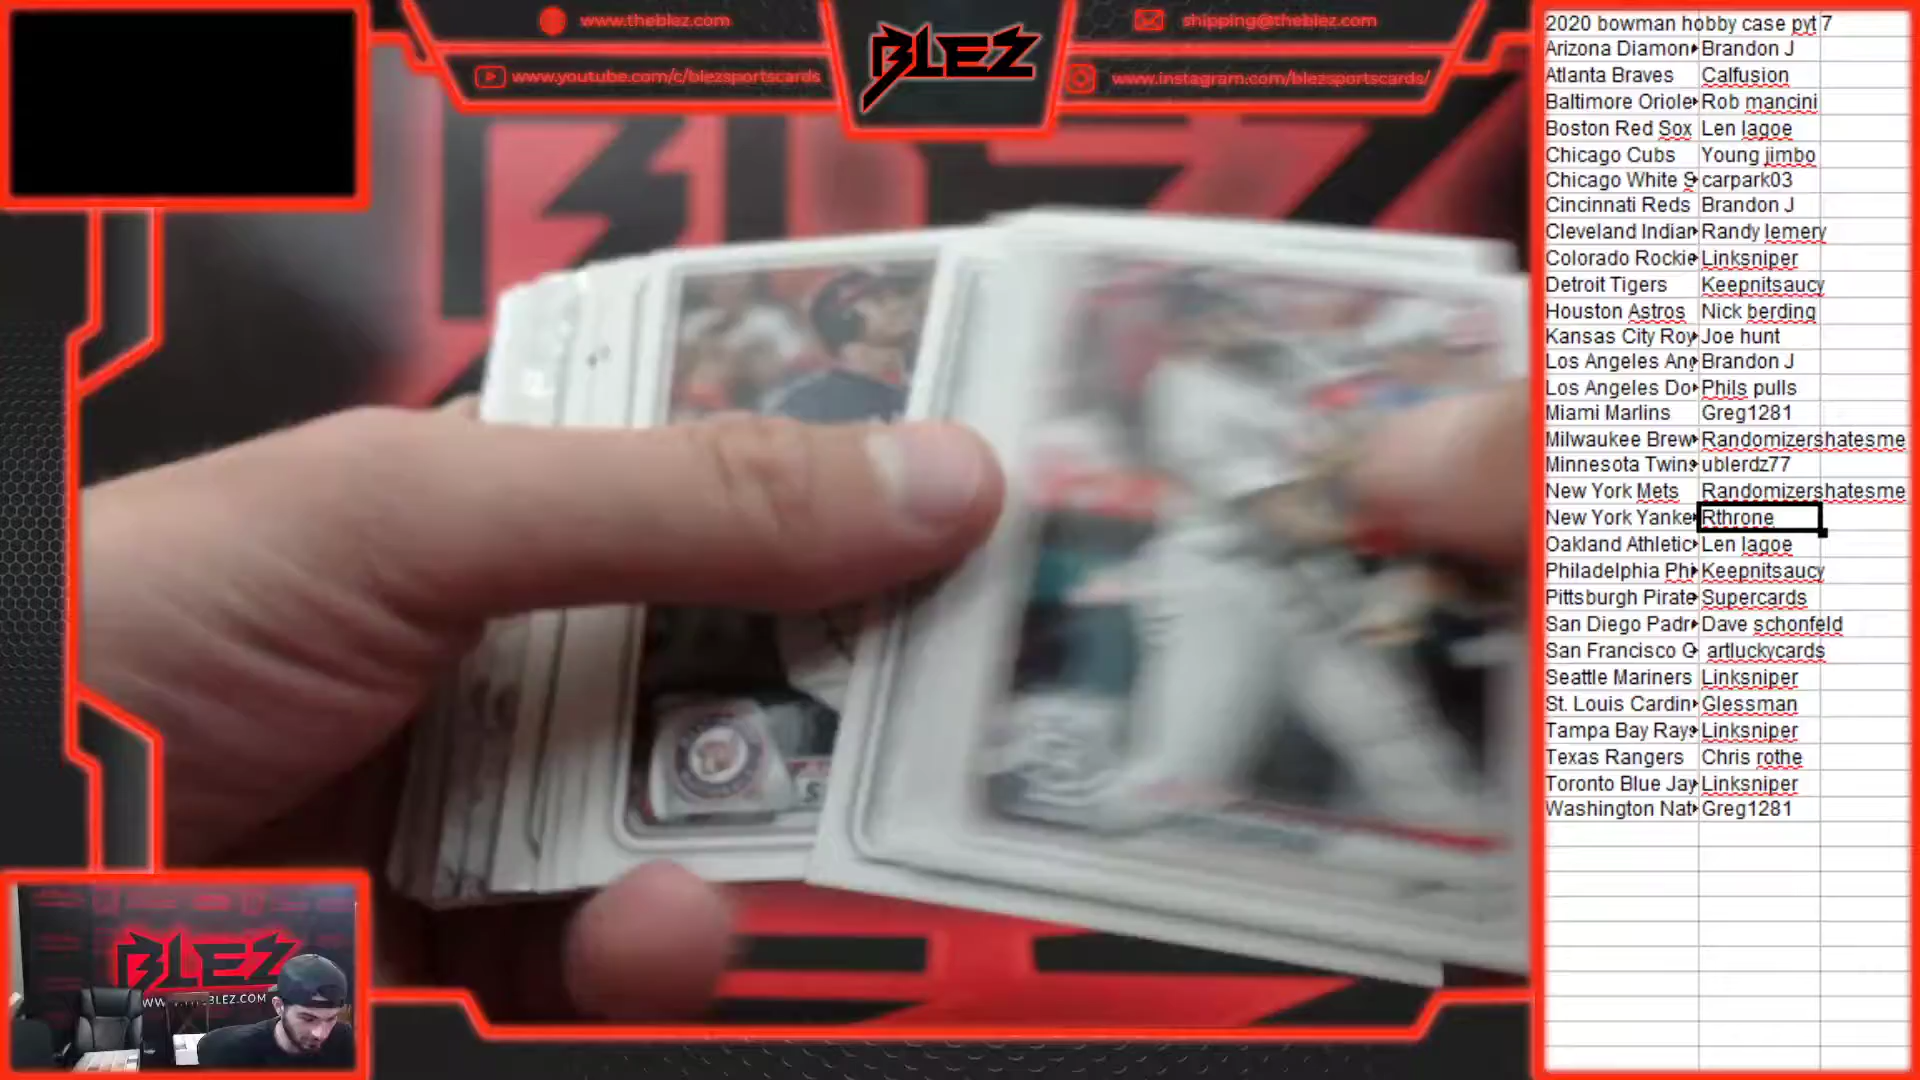 www.theblez.com
shipping@theblez.com
BLEZ
www.youtube.com/c/blezsportscards
www.instagram.com/blezsportscards/
2020 bowman hobby case pyt 7
Arizona Diamon Brandon J
Atlanta Braves Calfusion
Baltimore Oriole Rob mancini
Boston Red Sox Len lagoe
Chicago Cubs Young jimbo
Chicago White S carpark03
Cincinnati Reds Brandon J
Cleveland Indian Randy lemery
Colorado Rockie Linksniper
Detroit Tigers Keepnitsaucy
Houston Astros Nick berding
Kansas City Roy Joe hunt
Los Angeles Ang Brandon J
Los Angeles Do Phils pulls
Miami Marlins Greg1281
Milwaukee Brew Randomizershatesme
Minnesota Twins ublerdz77
New York Mets Randomizershatesme
New York Yanke Rthrone
Oakland Athletic Len lagoe
Philadelphia Phi Keepnitsaucy
Pittsburgh Pirate Supercards
San Diego Padr Dave schonfeld
San Francisco G artluckycards
Seattle Mariners Linksniper
St. Louis Cardin Glessman
Tampa Bay Rays Linksniper
Texas Rangers Chris rothe
Toronto Blue Jay Linksniper
Washington Nat Greg1281
BLEZ